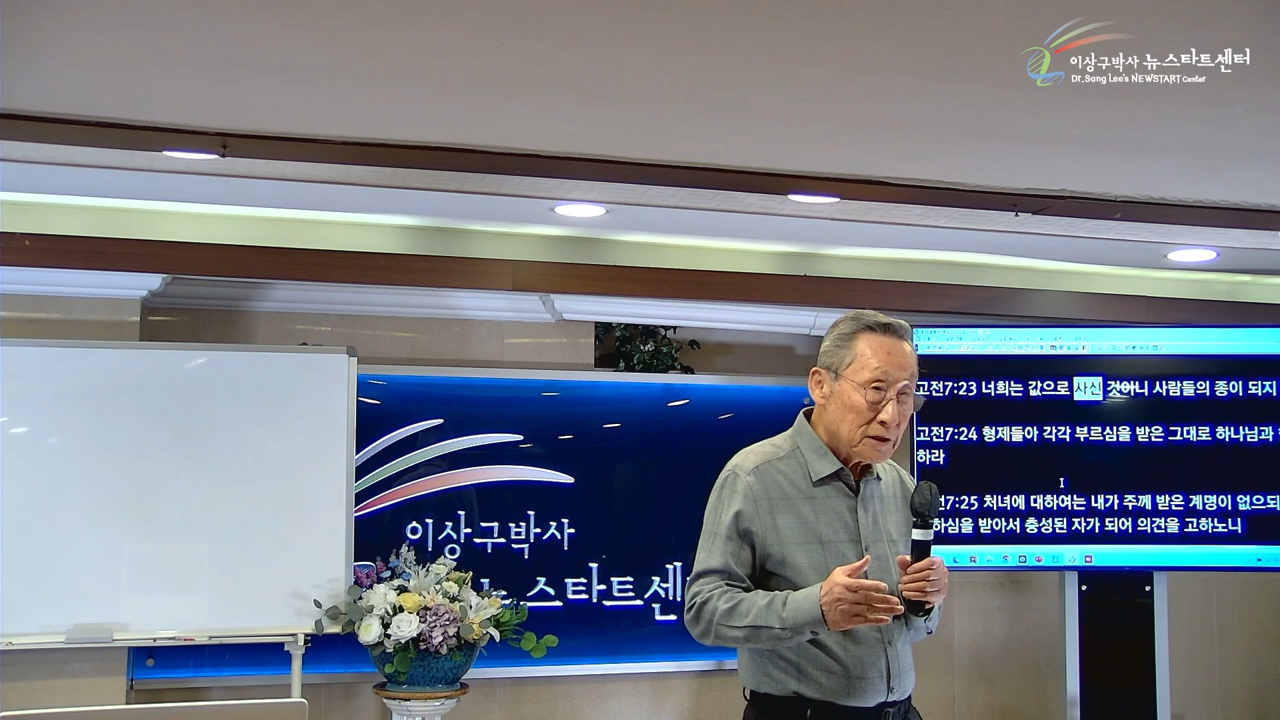 이상구박사 뉴스타트센터
Dr. Sang Lee's NEWSTART Center
고전7:23 너희는 값으로 사신 것이니 사람들의 종이 되지
고전7:24 형제들아 각각 부르심을 받은 그대로 하나님과
하라
7:25 처녀에 대하여는 내가 주께 받은 계명이 없으되
하심을 받아서 충성된 자가 되어 의견을 고하노니
이상구박사
뉴스타트센